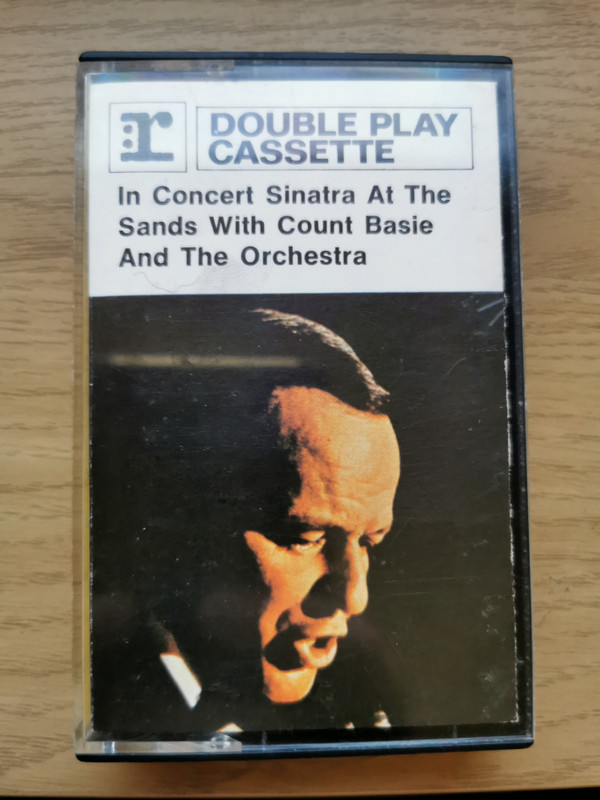 :r
DOUBLE PLAY
CASSETTE
In Concert Sinatra At The
Sands With Count Basie
And The Orchestra